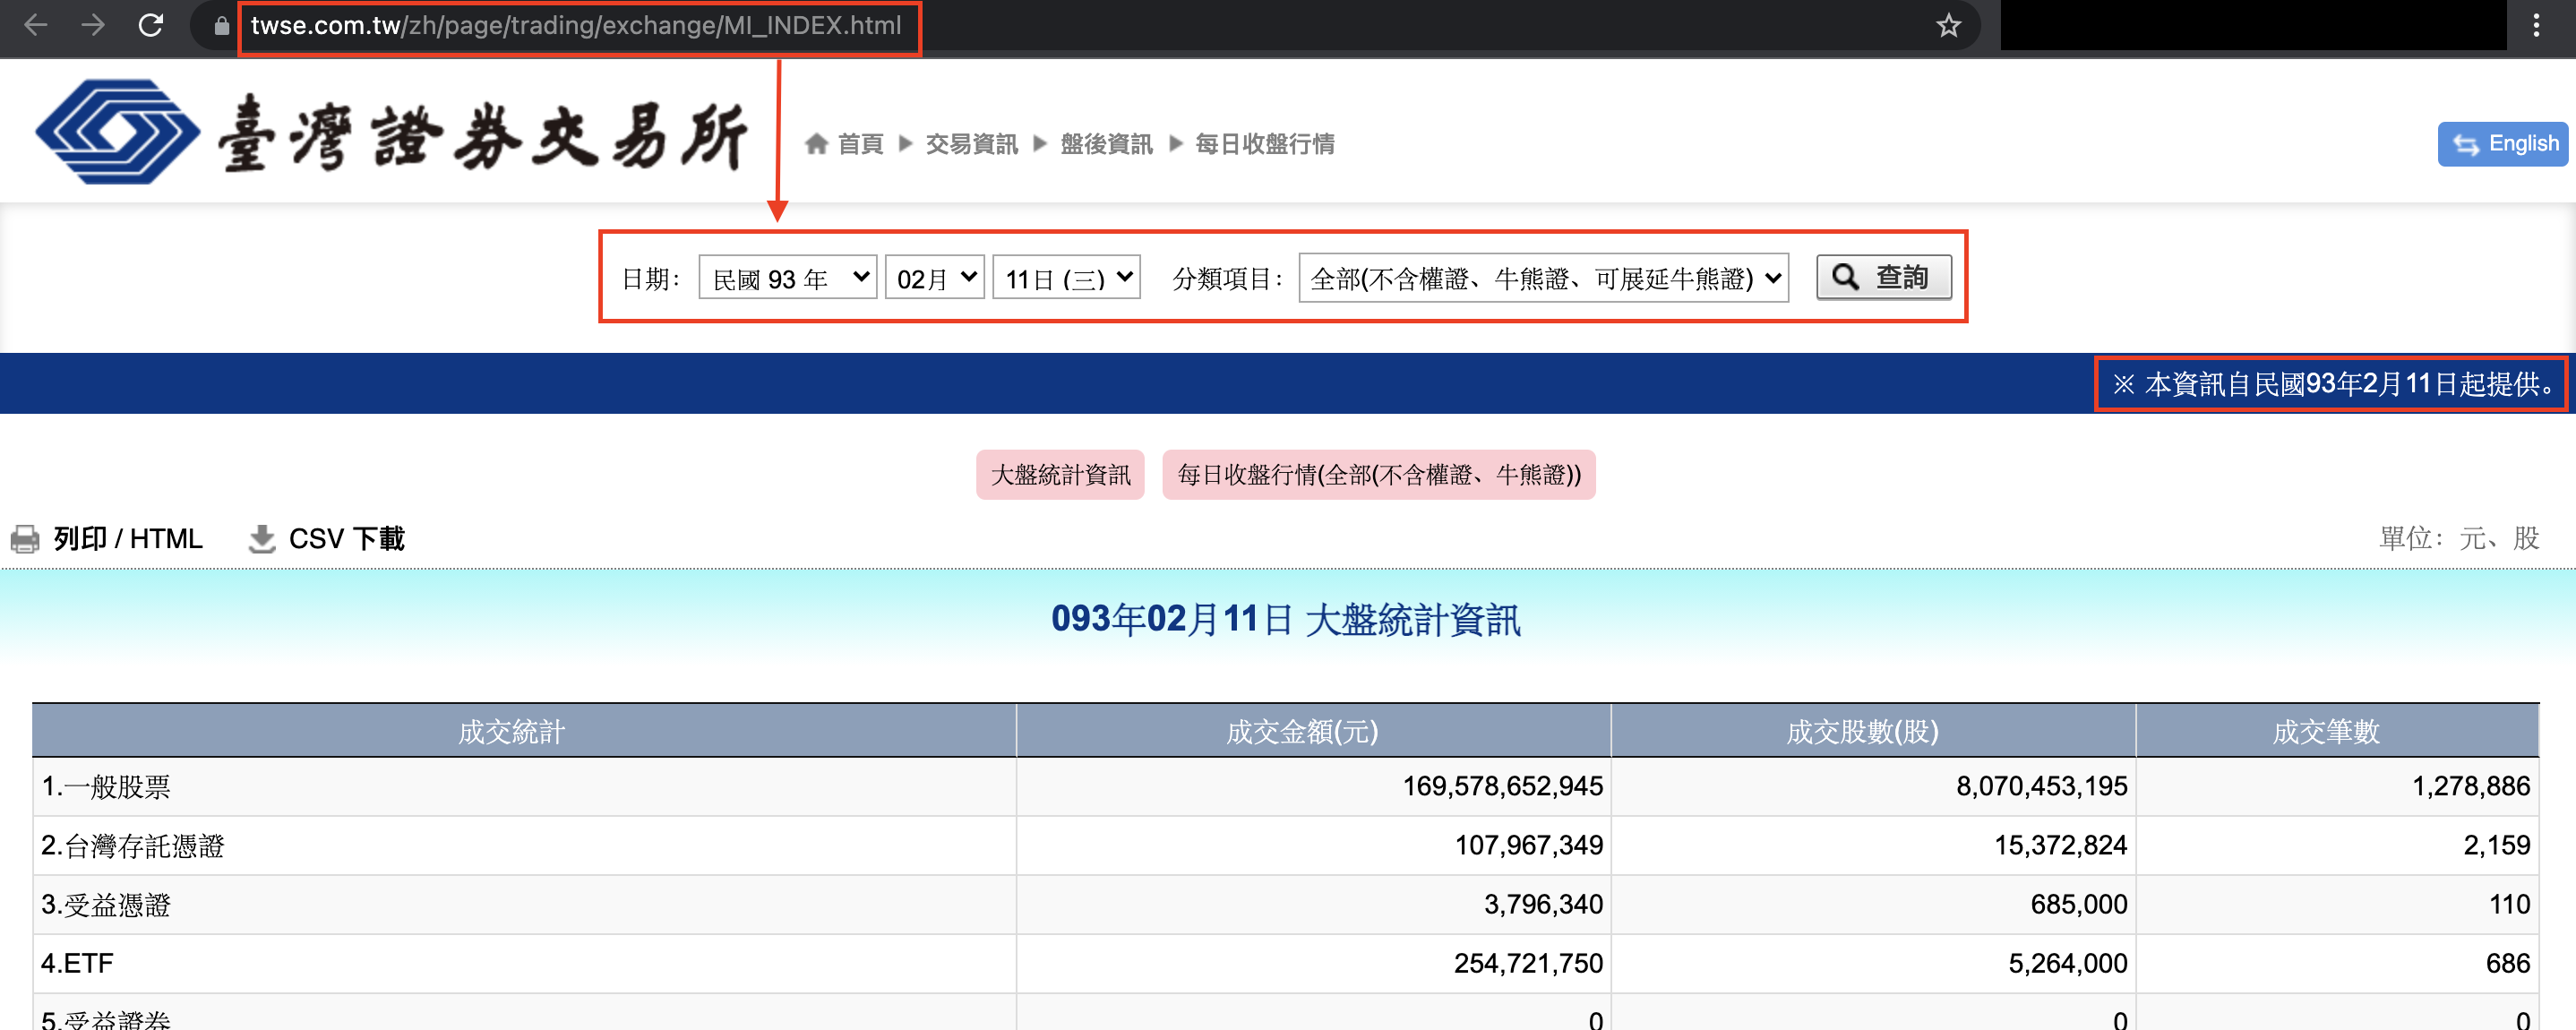 twse.com.tw/zh/page/trading/exchange/MI_INDEX.html
臺灣證券交易所
首頁 ▶ 交易資訊 ▶ 盤後資訊 ▶ 每日收盤行情
English
日期： 民國 93 年 02月 11日 (三) 分類項目： 全部(不含權證、牛熊證、可展延牛熊證) 查詢
※ 本資訊自民國93年2月11日起提供。
大盤統計資訊 每日收盤行情(全部(不含權證、牛熊證))
列印 / HTML CSV 下載 單位：元、股
093年02月11日 大盤統計資訊
成交統計 成交金額(元) 成交股數(股) 成交筆數
1.一般股票 169,578,652,945 8,070,453,195 1,278,886
2.台灣存託憑證 107,967,349 15,372,824 2,159
3.受益憑證 3,796,340 685,000 110
4.ETF 254,721,750 5,264,000 686
5.受益證券 0 0 0